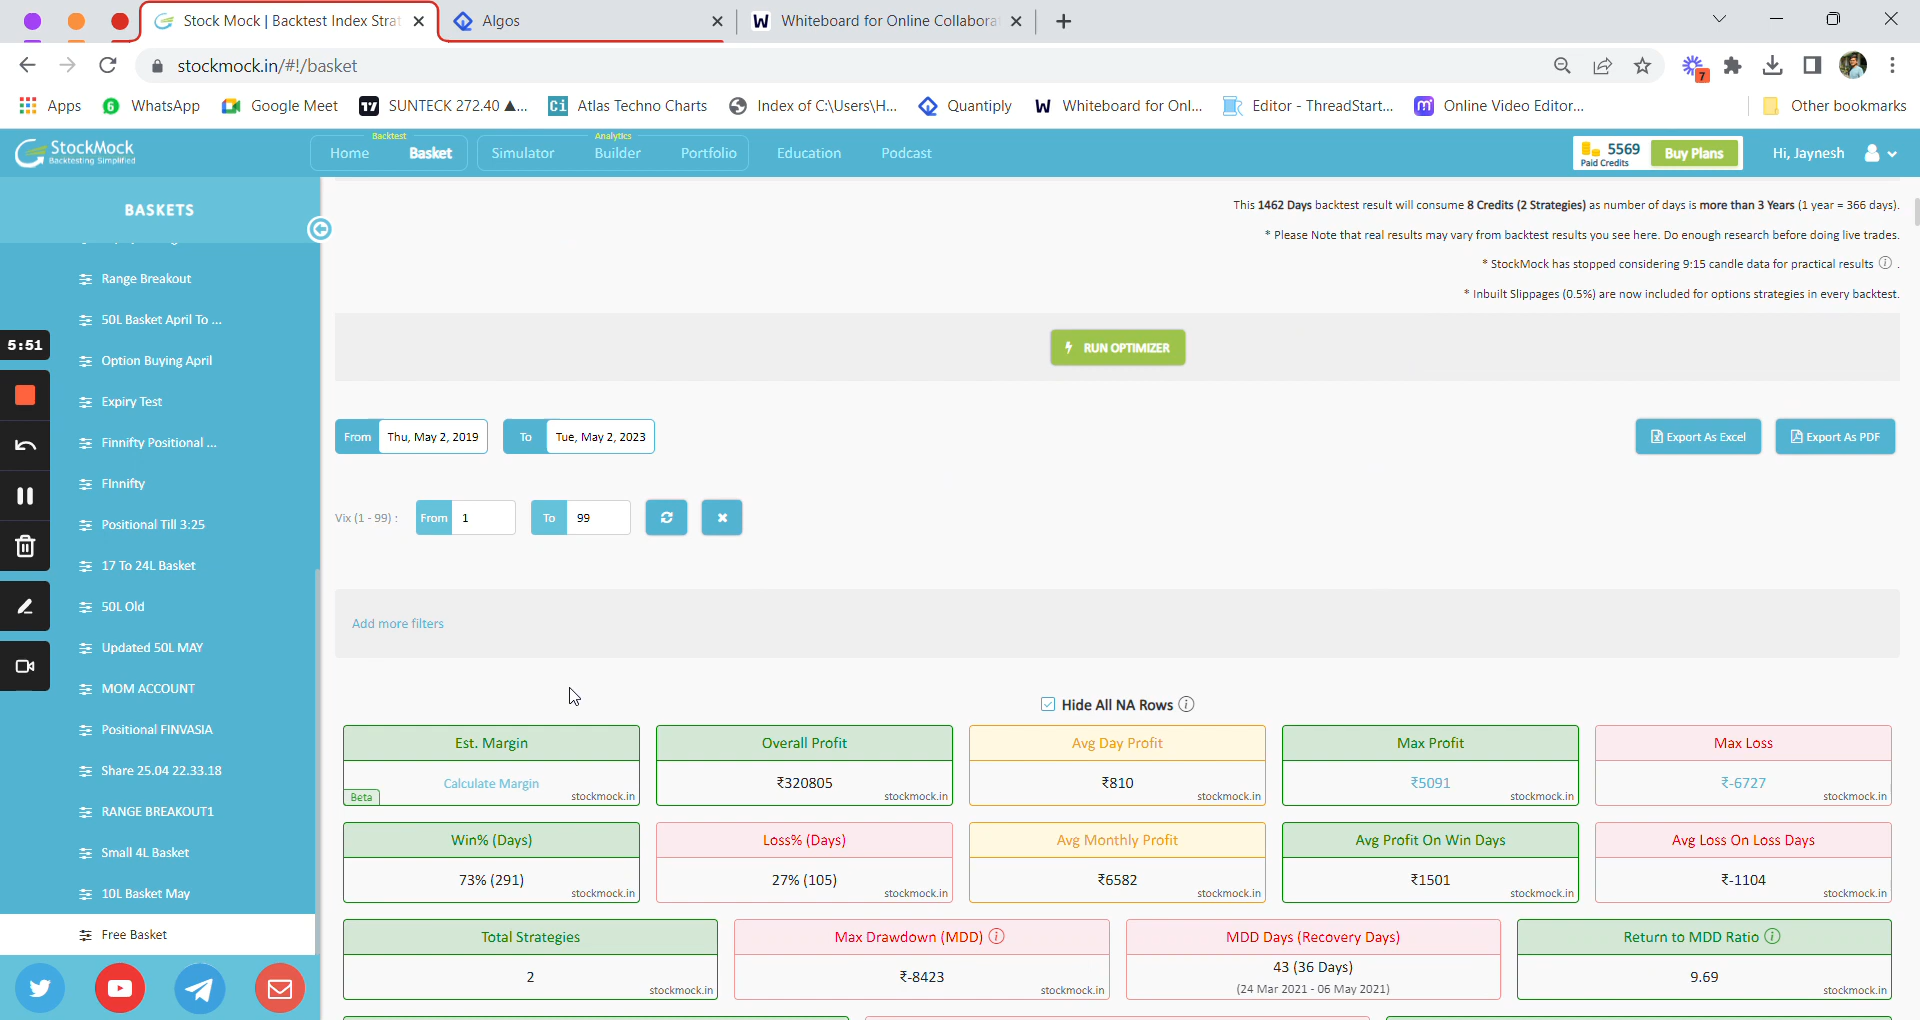 Stock Mock | Backtest Index Strat
Algos
Whiteboard for Online Collabora
stockmock.in/#!/basket
7
Apps
WhatsApp
Google Meet
SUNTECK 272.40 ▲...
Atlas Techno Charts
Index of C:\Users\H...
Quantiply
Whiteboard for Onl...
Editor - ThreadStart...
Online Video Editor...
Other bookmarks
StockMock
Backtesting Simplified
Backtest
Home
Basket
Analytics
Simulator
Builder
Portfolio
Education
Podcast
5569
Paid Credits
Buy Plans
Hi, Jaynesh
BASKETS
Range Breakout
50L Basket April To ...
Option Buying April
Expiry Test
Finnifty Positional ...
FInnifty
Positional Till 3:25
17 To 24L Basket
50L Old
Updated 50L MAY
MOM ACCOUNT
Positional FINVASIA
Share 25.04 22.33.18
RANGE BREAKOUT1
Small 4L Basket
10L Basket May
Free Basket
5:51
This 1462 Days backtest result will consume 8 Credits (2 Strategies) as number of days is more than 3 Years (1 year = 366 days).
* Please Note that real results may vary from backtest results you see here. Do enough research before doing live trades.
* StockMock has stopped considering 9:15 candle data for practical results ⓘ .
* Inbuilt Slippages (0.5%) are now included for options strategies in every backtest.
RUN OPTIMIZER
From Thu, May 2, 2019 To Tue, May 2, 2023
Export As Excel
Export As PDF
Vix (1 - 99) : From 1 To 99
Add more filters
Hide All NA Rows
Est. Margin
Calculate Margin
Beta
stockmock.in
Overall Profit
₹320805
stockmock.in
Avg Day Profit
₹810
stockmock.in
Max Profit
₹5091
stockmock.in
Max Loss
₹-6727
stockmock.in
Win% (Days)
73% (291)
stockmock.in
Loss% (Days)
27% (105)
stockmock.in
Avg Monthly Profit
₹6582
stockmock.in
Avg Profit On Win Days
₹1501
stockmock.in
Avg Loss On Loss Days
₹-1104
stockmock.in
Total Strategies
2
stockmock.in
Max Drawdown (MDD)
₹-8423
stockmock.in
MDD Days (Recovery Days)
43 (36 Days)
(24 Mar 2021 - 06 May 2021)
Return to MDD Ratio
9.69
stockmock.in